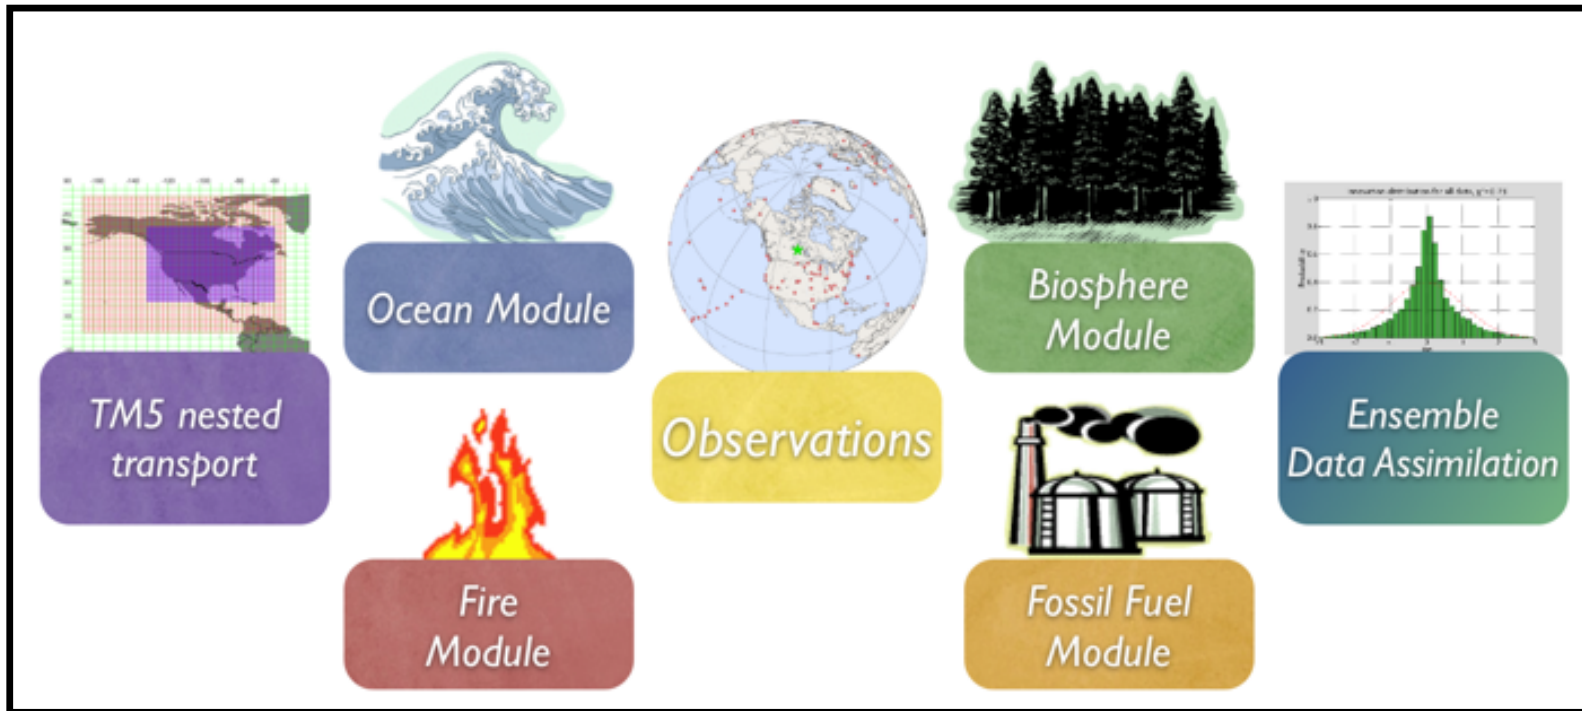 TM5 nested
transport
Ocean Module
Fire
Module
Observations
Biosphere
Module
Fossil Fuel
Module
Ensemble
Data Assimilation